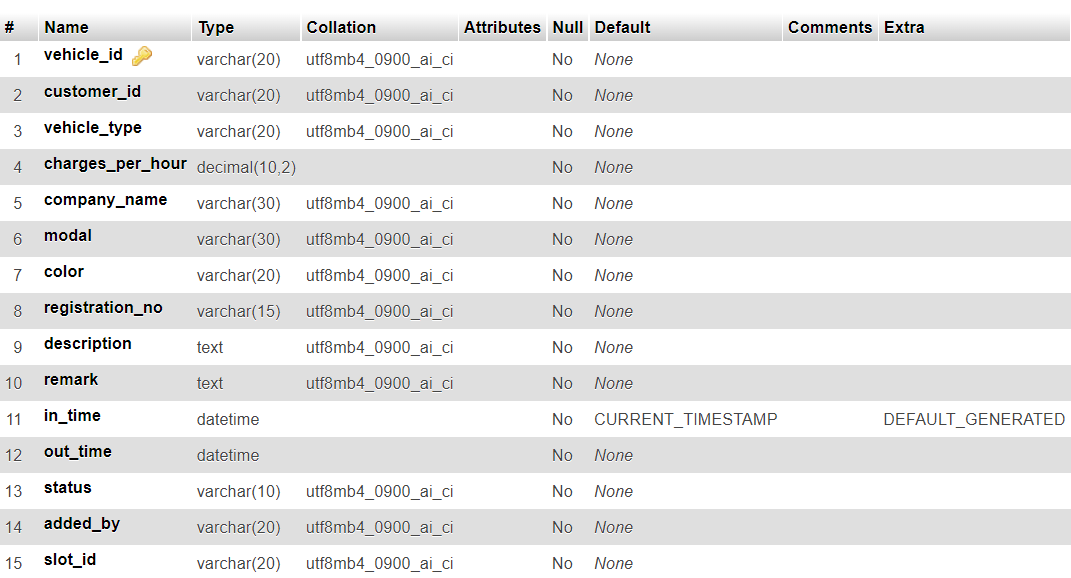 # Name Type Collation Attributes Null Default Comments Extra
1 vehicle_id varchar(20) utf8mb4_0900_ai_ci No None
2 customer_id varchar(20) utf8mb4_0900_ai_ci No None
3 vehicle_type varchar(20) utf8mb4_0900_ai_ci No None
4 charges_per_hour decimal(10,2) No None
5 company_name varchar(30) utf8mb4_0900_ai_ci No None
6 modal varchar(30) utf8mb4_0900_ai_ci No None
7 color varchar(20) utf8mb4_0900_ai_ci No None
8 registration_no varchar(15) utf8mb4_0900_ai_ci No None
9 description text utf8mb4_0900_ai_ci No None
10 remark text utf8mb4_0900_ai_ci No None
11 in_time datetime No CURRENT_TIMESTAMP DEFAULT_GENERATED
12 out_time datetime No None
13 status varchar(10) utf8mb4_0900_ai_ci No None
14 added_by varchar(20) utf8mb4_0900_ai_ci No None
15 slot_id varchar(20) utf8mb4_0900_ai_ci No None